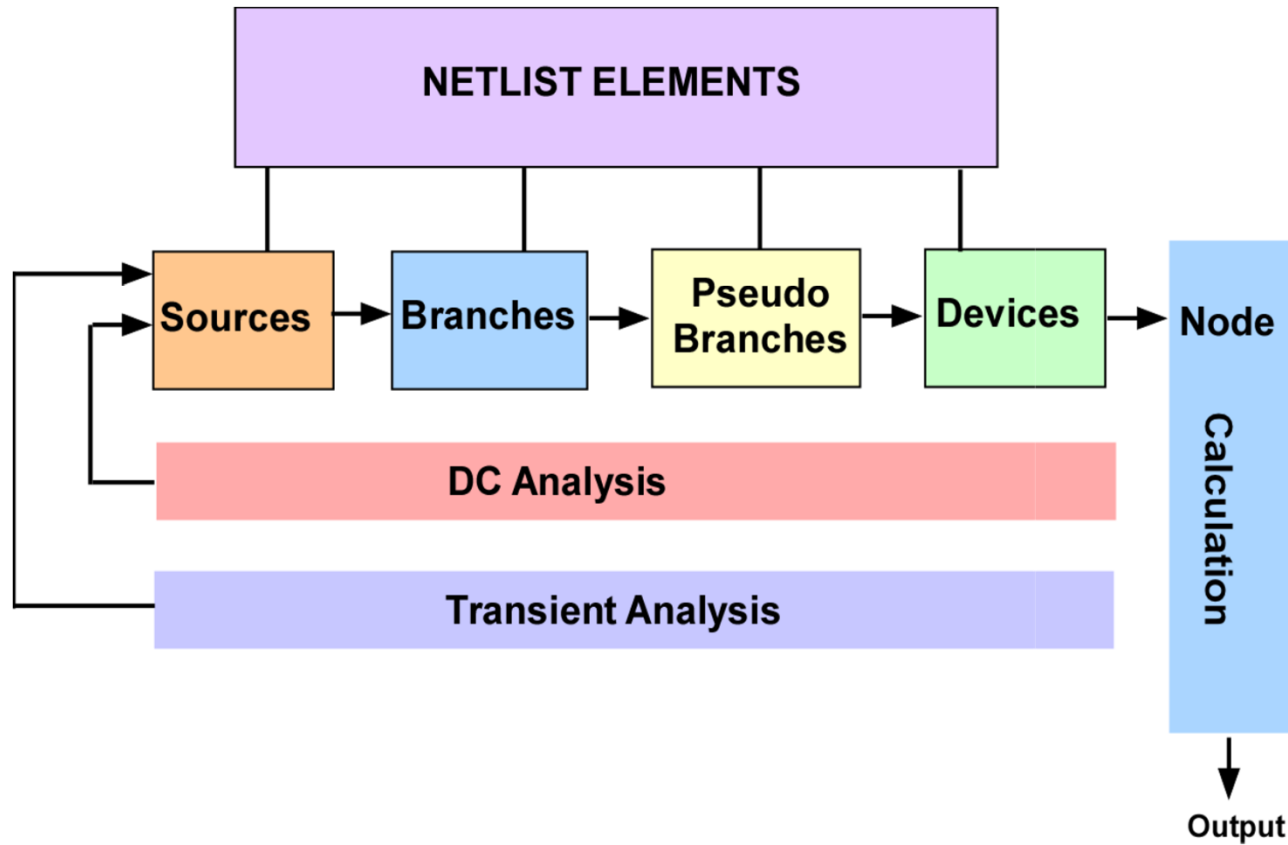 NETLIST ELEMENTS
Sources
Branches
Pseudo
Branches
Devices
Node
Calculation
DC Analysis
Transient Analysis
Output